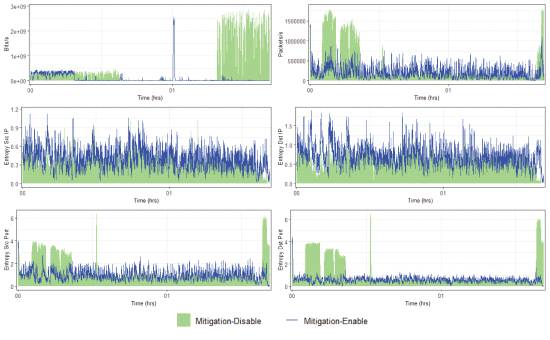 3e+09
2e+09
1e+09
0e+00
Bits/s
00
01
Time (hrs)
1500000
1000000
500000
0
Packets/s
00
01
Time (hrs)
1.2
0.9
0.6
0.3
0.0
Entropy Src IP
00
01
Time (hrs)
1.5
1.0
0.5
0.0
Entropy Dst IP
00
01
Time (hrs)
6
4
2
0
Entropy Src Port
00
01
Time (hrs)
6
4
2
0
Entropy Dst Port
00
01
Time (hrs)
Mitigation-Disable
Mitigation-Enable